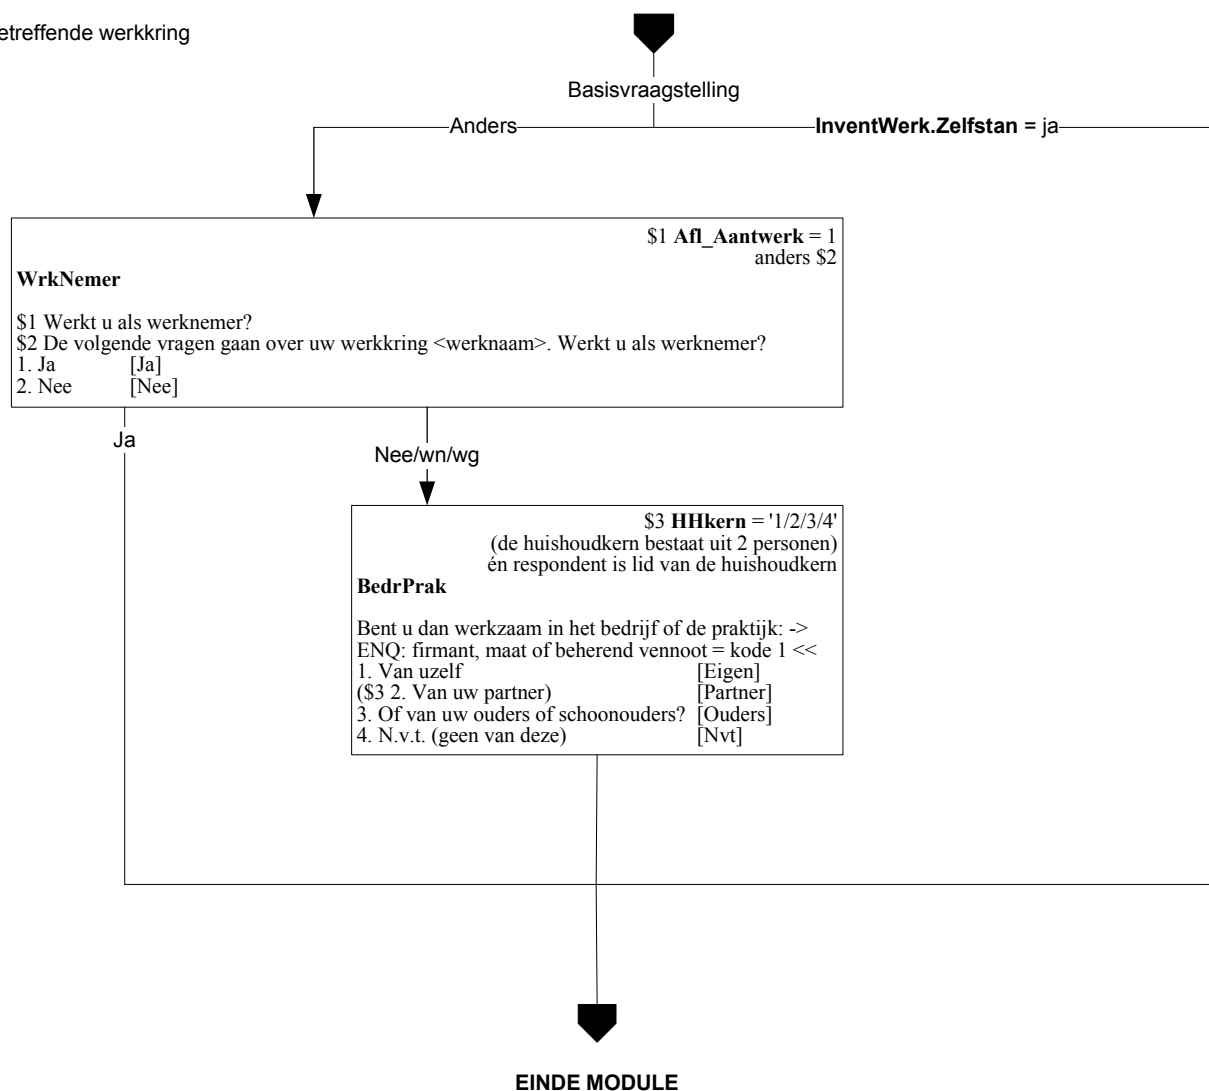 etreffende werkkring
Basisvraagstelling
Anders
InventWerk.Zelfstan = ja
$1 Afl_Aantwerk = 1
anders $2
WrkNemer
$1 Werkt u als werknemer?
$2 De volgende vragen gaan over uw werkkring <werknaam>. Werkt u als werknemer?
1. Ja [Ja]
2. Nee [Nee]
Ja
Nee/wn/wg
$3 HHkern = '1/2/3/4'
(de huishoudkern bestaat uit 2 personen)
én respondent is lid van de huishoudkern
BedrPrak
Bent u dan werkzaam in het bedrijf of de praktijk: ->
ENQ: firmant, maat of beherend vennoot = kode 1 <<
1. Van uzelf [Eigen]
($3 2. Van uw partner) [Partner]
3. Of van uw ouders of schoonouders? [Ouders]
4. N.v.t. (geen van deze) [Nvt]
EINDE MODULE